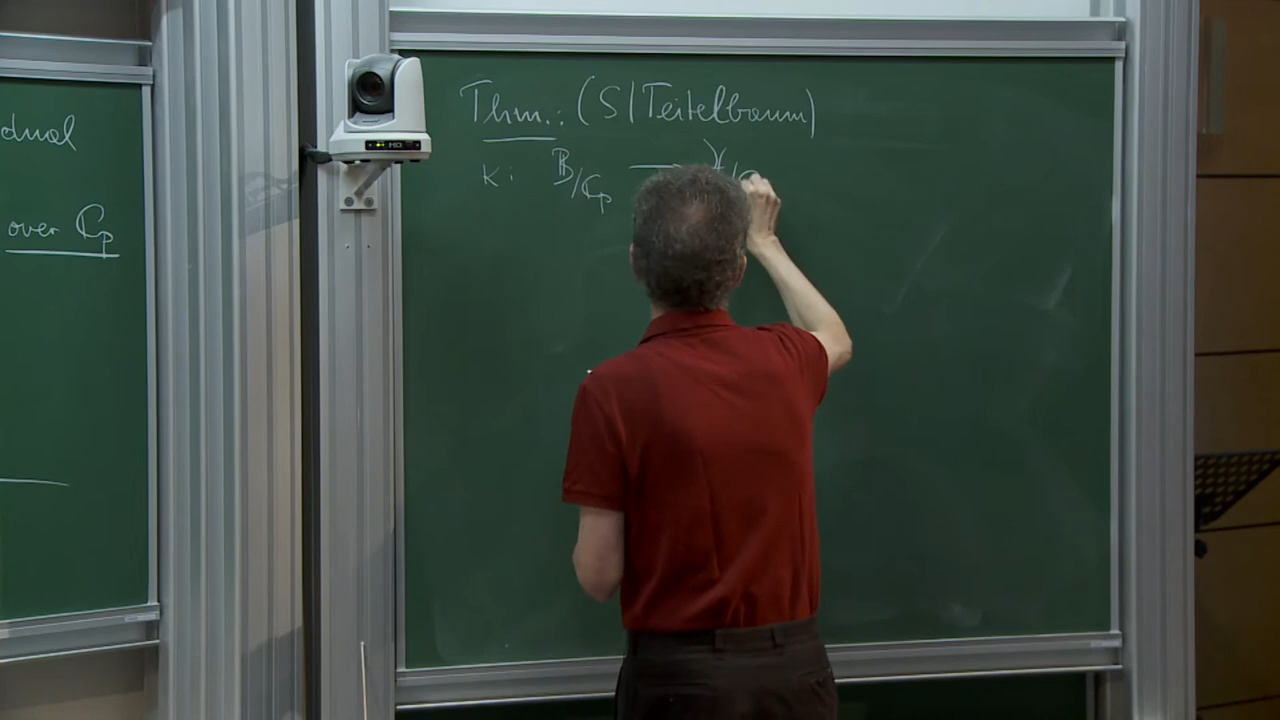 dual
over ℂₚ
Thm.: (S/Teitelbaum)
κ: 𝔹/ℂₚ → 𝔛/